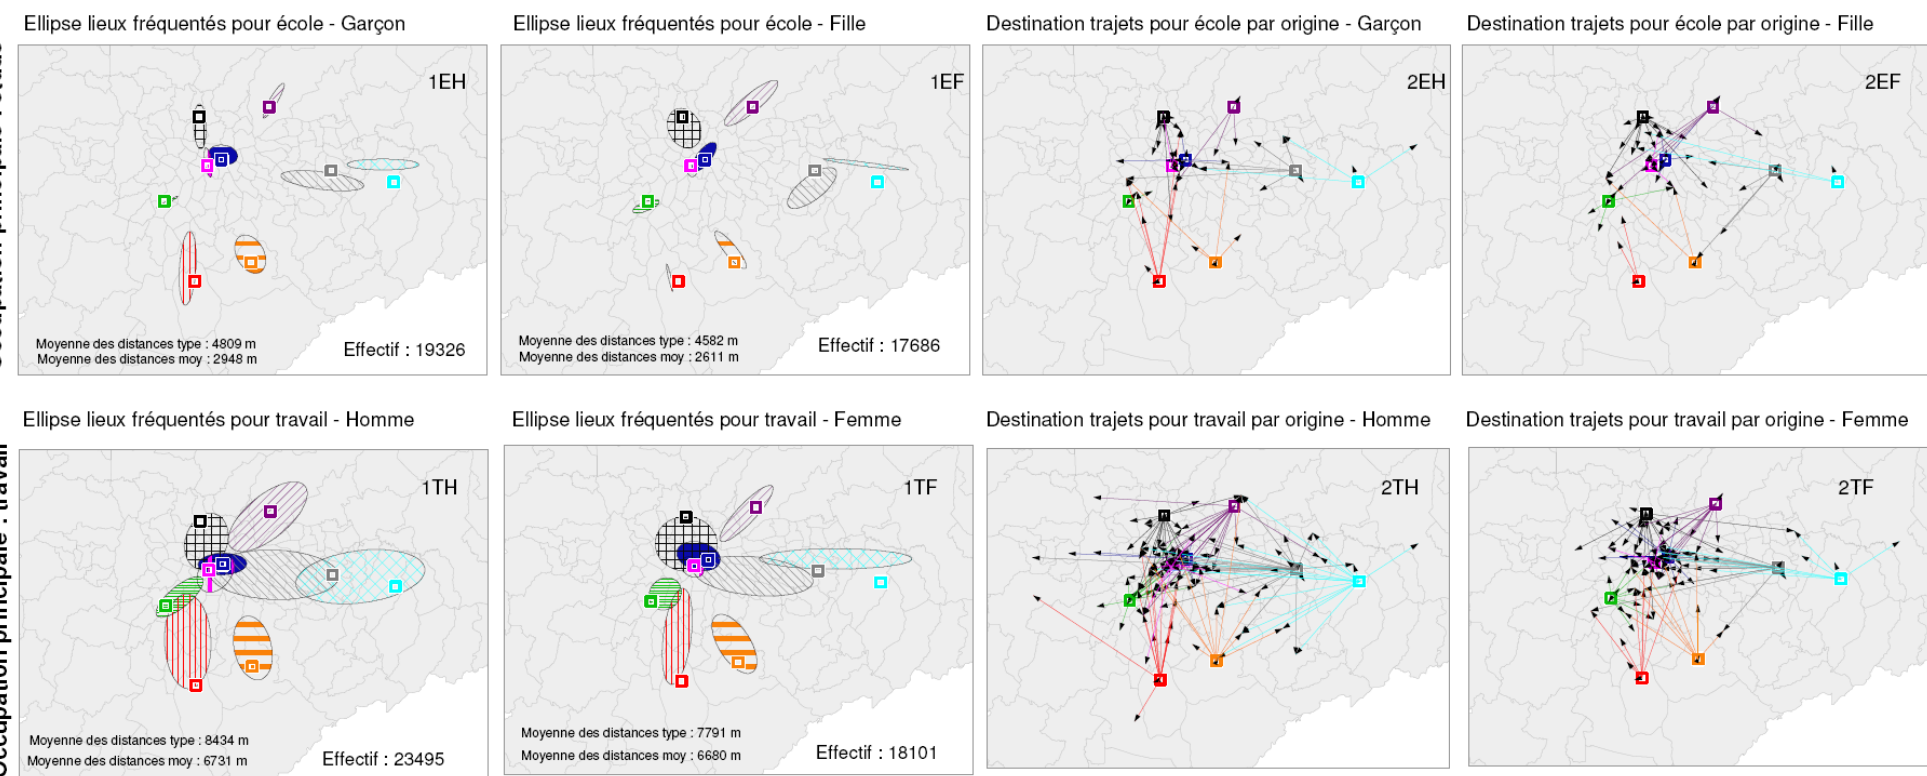 Ellipse lieux fréquentés pour école - Garçon
Ellipse lieux fréquentés pour école - Fille
Destination trajets pour école par origine - Garçon
Destination trajets pour école par origine - Fille
1EH
1EF
2EH
2EF
Moyenne des distances type : 4809 m
Moyenne des distances moy : 2948 m
Effectif : 19326
Moyenne des distances type : 4582 m
Moyenne des distances moy : 2611 m
Effectif : 17686
Ellipse lieux fréquentés pour travail - Homme
Ellipse lieux fréquentés pour travail - Femme
Destination trajets pour travail par origine - Homme
Destination trajets pour travail par origine - Femme
Occupation principale : travail
1TH
1TF
2TH
2TF
Moyenne des distances type : 8434 m
Moyenne des distances moy : 6731 m
Effectif : 23495
Moyenne des distances type : 7791 m
Moyenne des distances moy : 6680 m
Effectif : 18101